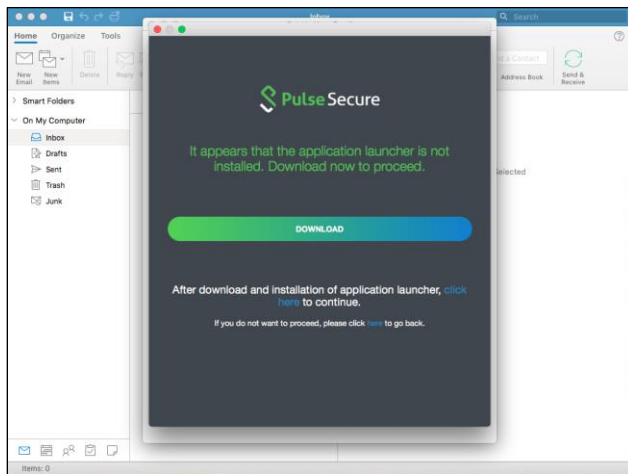 Inbox
Search
Home Organize Tools
New Email
New Items
Delete
Reply
Address Book
Send & Receive
Smart Folders
On My Computer
Inbox
Drafts
Sent
Trash
Junk
PulseSecure
It appears that the application launcher is not
installed. Download now to proceed.
DOWNLOAD
After download and installation of application launcher, click
here to continue.
If you do not want to proceed, please click here to go back.
Selected
Items: 0